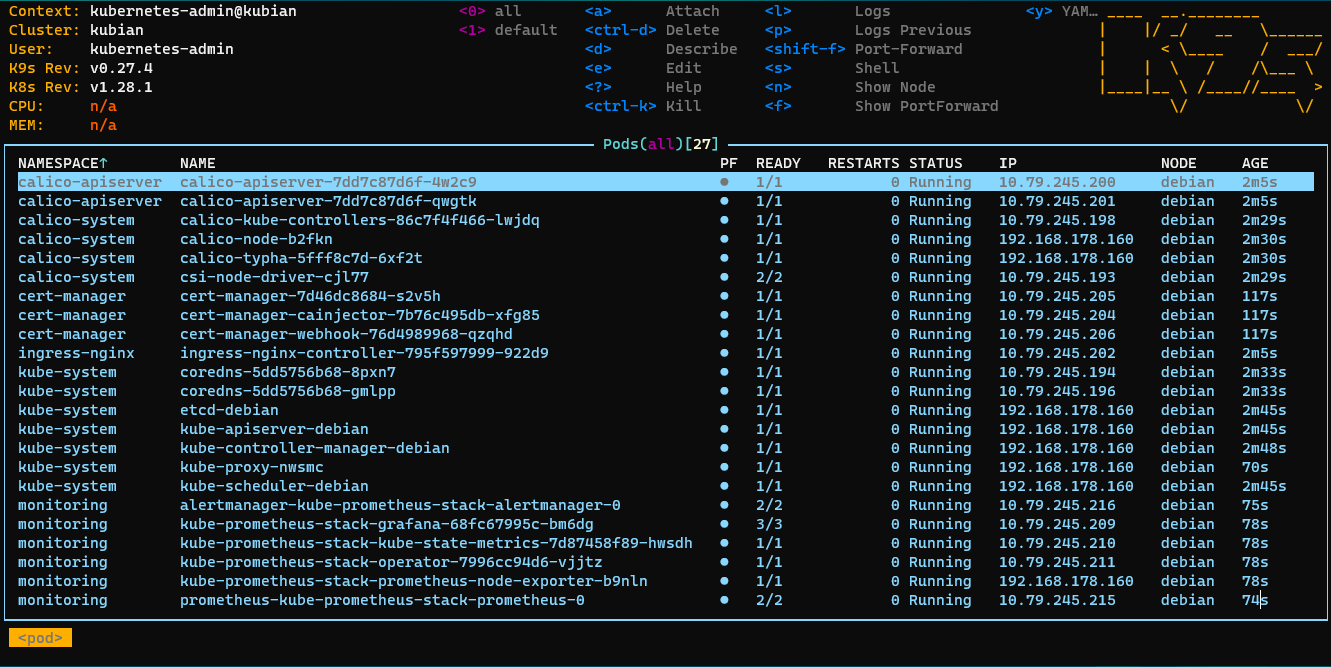 Context: kubernetes-admin@kubian <0> all <a> Attach <l> Logs <y> YAM…
Cluster: kubian <1> default <ctrl-d> Delete <p> Logs Previous
User: kubernetes-admin <d> Describe <shift-f> Port-Forward
K9s Rev: v0.27.4 <e> Edit <s> Shell
K8s Rev: v1.28.1 <?> Help <n> Show Node
CPU: n/a <ctrl-k> Kill <f> Show PortForward
MEM: n/a
Pods(all)[27]
NAMESPACE↑ NAME PF READY RESTARTS STATUS IP NODE AGE
calico-apiserver calico-apiserver-7dd7c87d6f-4w2c9 ● 1/1 0 Running 10.79.245.200 debian 2m5s
calico-apiserver calico-apiserver-7dd7c87d6f-qwgtk ● 1/1 0 Running 10.79.245.201 debian 2m5s
calico-system calico-kube-controllers-86c7f4f466-lwjdq ● 1/1 0 Running 10.79.245.198 debian 2m29s
calico-system calico-node-b2fkn ● 1/1 0 Running 192.168.178.160 debian 2m30s
calico-system calico-typha-5fff8c7d-6xf2t ● 1/1 0 Running 192.168.178.160 debian 2m30s
calico-system csi-node-driver-cjl77 ● 2/2 0 Running 10.79.245.193 debian 2m29s
cert-manager cert-manager-7d46dc8684-s2v5h ● 1/1 0 Running 10.79.245.205 debian 117s
cert-manager cert-manager-cainjector-7b76c495db-xfg85 ● 1/1 0 Running 10.79.245.204 debian 117s
cert-manager cert-manager-webhook-76d4989968-qzqhd ● 1/1 0 Running 10.79.245.206 debian 117s
ingress-nginx ingress-nginx-controller-795f597999-922d9 ● 1/1 0 Running 10.79.245.202 debian 2m5s
kube-system coredns-5dd5756b68-8pxn7 ● 1/1 0 Running 10.79.245.194 debian 2m33s
kube-system coredns-5dd5756b68-gmlpp ● 1/1 0 Running 10.79.245.196 debian 2m33s
kube-system etcd-debian ● 1/1 0 Running 192.168.178.160 debian 2m45s
kube-system kube-apiserver-debian ● 1/1 0 Running 192.168.178.160 debian 2m45s
kube-system kube-controller-manager-debian ● 1/1 0 Running 192.168.178.160 debian 2m48s
kube-system kube-proxy-nwsmc ● 1/1 0 Running 192.168.178.160 debian 70s
kube-system kube-scheduler-debian ● 1/1 0 Running 192.168.178.160 debian 2m45s
monitoring alertmanager-kube-prometheus-stack-alertmanager-0 ● 2/2 0 Running 10.79.245.216 debian 75s
monitoring kube-prometheus-stack-grafana-68fc67995c-bm6dg ● 3/3 0 Running 10.79.245.209 debian 78s
monitoring kube-prometheus-stack-kube-state-metrics-7d87458f89-hwsdh ● 1/1 0 Running 10.79.245.210 debian 78s
monitoring kube-prometheus-stack-operator-7996cc94d6-vjjtz ● 1/1 0 Running 10.79.245.211 debian 78s
monitoring kube-prometheus-stack-prometheus-node-exporter-b9nln ● 1/1 0 Running 192.168.178.160 debian 78s
monitoring prometheus-kube-prometheus-stack-prometheus-0 ● 2/2 0 Running 10.79.245.215 debian 74s
<pod>